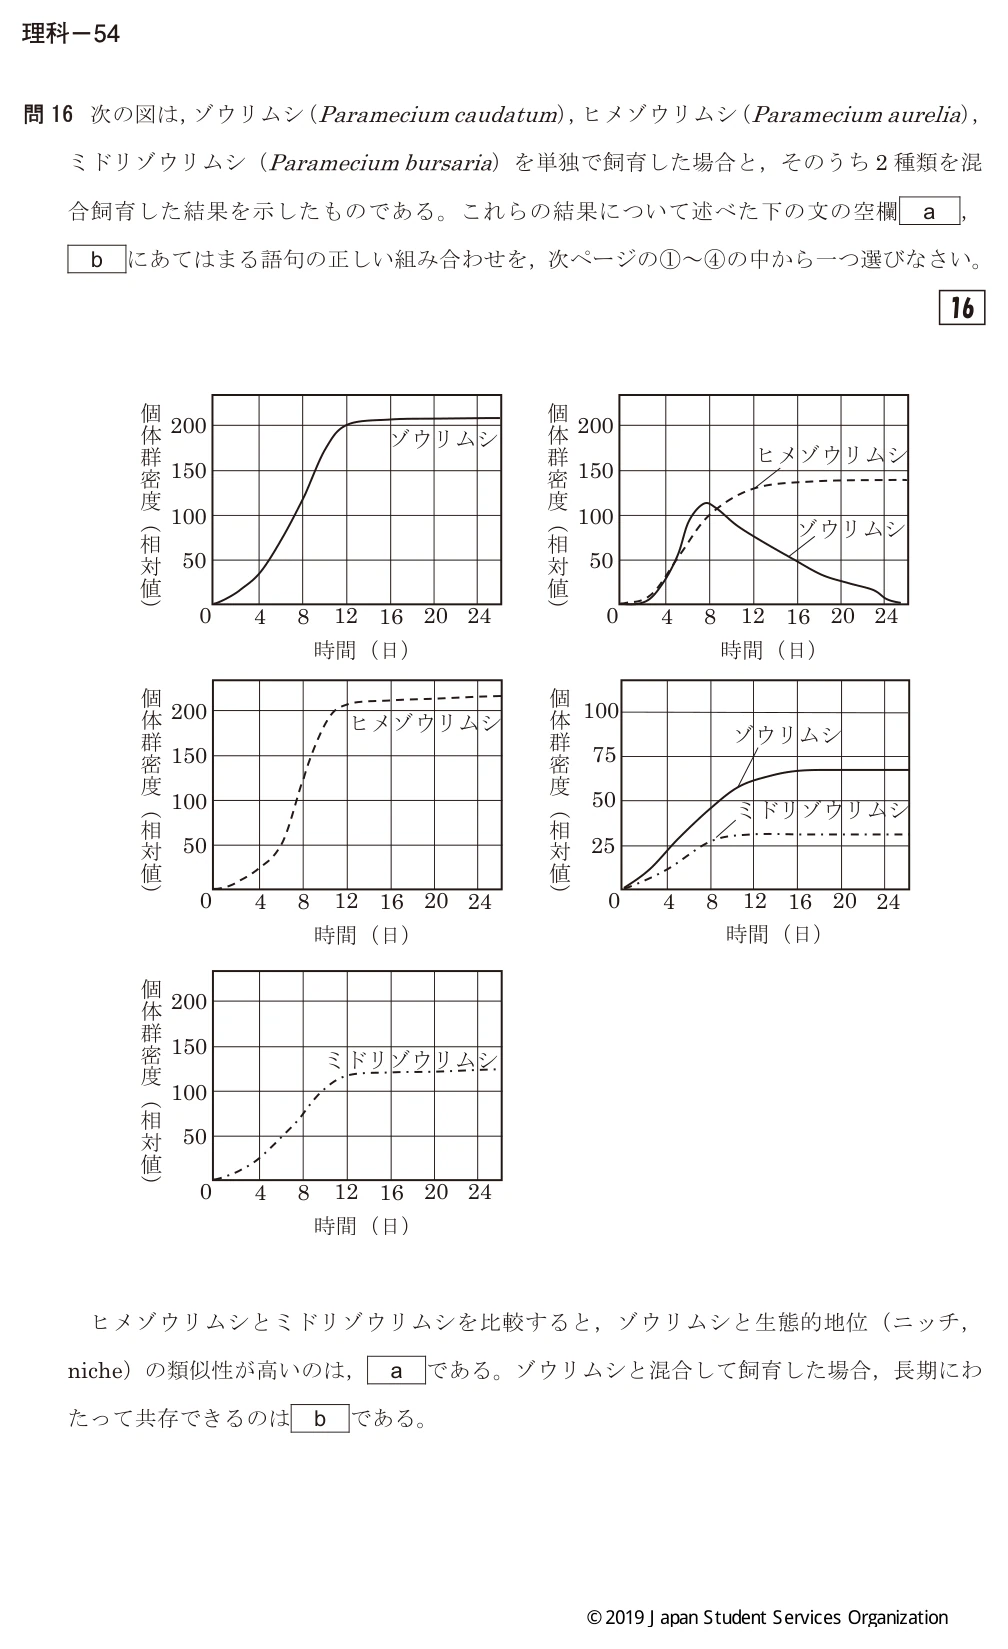 理科－54
問16 次の図は，ゾウリムシ（Paramecium caudatum），ヒメゾウリムシ（Paramecium aurelia），
ミドリゾウリムシ（Paramecium bursaria）を単独で飼育した場合と，そのうち2種類を混
合飼育した結果を示したものである。これらの結果について述べた下の文の空欄 a ，
b にあてはまる語句の正しい組み合わせを，次ページの①～④の中から一つ選びなさい。
16
個体群密度（相対値）
200
150
100
50
0
4 8 12 16 20 24
時間（日）
ゾウリムシ
個体群密度（相対値）
200
150
100
50
0
4 8 12 16 20 24
時間（日）
ヒメゾウリムシ
ゾウリムシ
個体群密度（相対値）
200
150
100
50
0
4 8 12 16 20 24
時間（日）
ヒメゾウリムシ
個体群密度（相対値）
100
75
50
25
0
4 8 12 16 20 24
時間（日）
ゾウリムシ
ミドリゾウリムシ
個体群密度（相対値）
200
150
100
50
0
4 8 12 16 20 24
時間（日）
ミドリゾウリムシ
ヒメゾウリムシとミドリゾウリムシを比較すると，ゾウリムシと生態的地位（ニッチ，
niche）の類似性が高いのは， a である。ゾウリムシと混合して飼育した場合，長期にわ
たって共存できるのは b である。
© 2019 Japan Student Services Organization